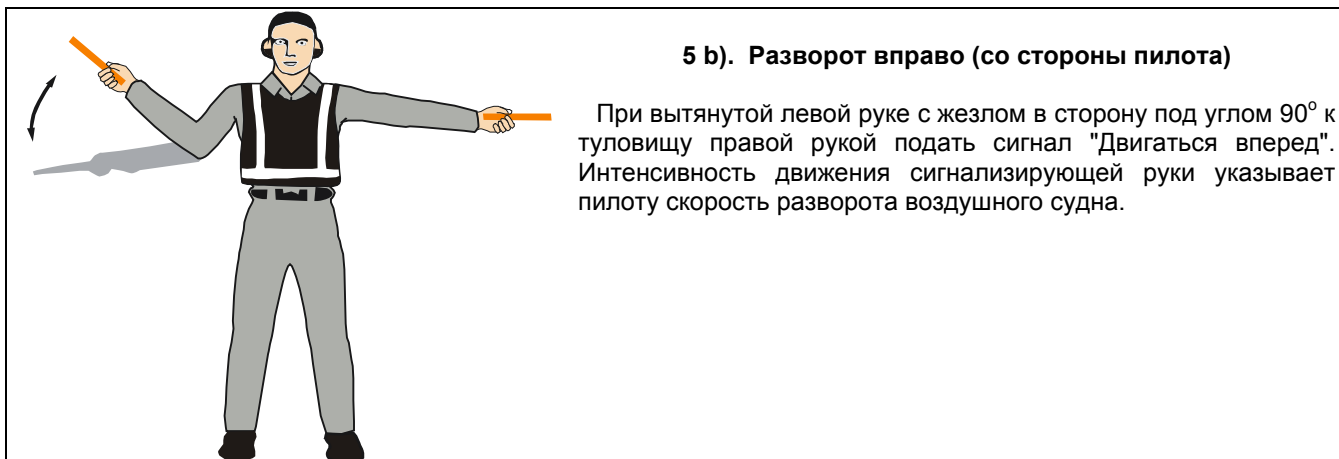 5 b). Разворот вправо (со стороны пилота)
При вытянутой левой руке с жезлом в сторону под углом 90° к
туловищу правой рукой подать сигнал "Двигаться вперед".
Интенсивность движения сигнализирующей руки указывает
пилоту скорость разворота воздушного судна.